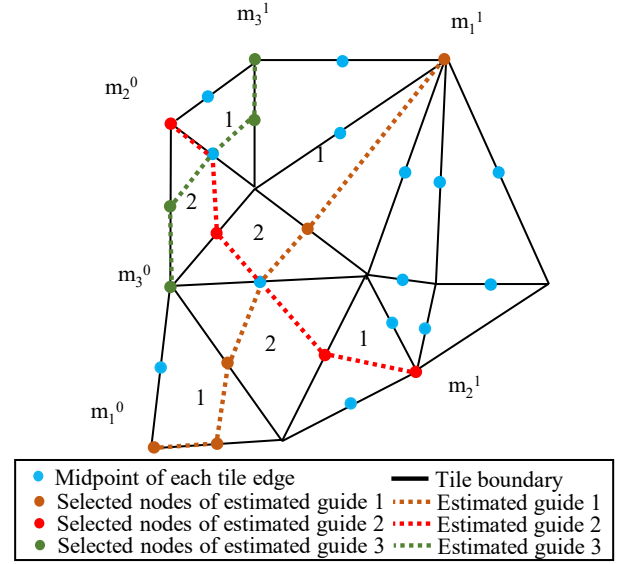 m₃¹
m₁¹
m₂⁰
1
1
2
2
m₃⁰
2
1
m₂¹
1
m₁⁰
Midpoint of each tile edge
Tile boundary
Selected nodes of estimated guide 1
Estimated guide 1
Selected nodes of estimated guide 2
Estimated guide 2
Selected nodes of estimated guide 3
Estimated guide 3